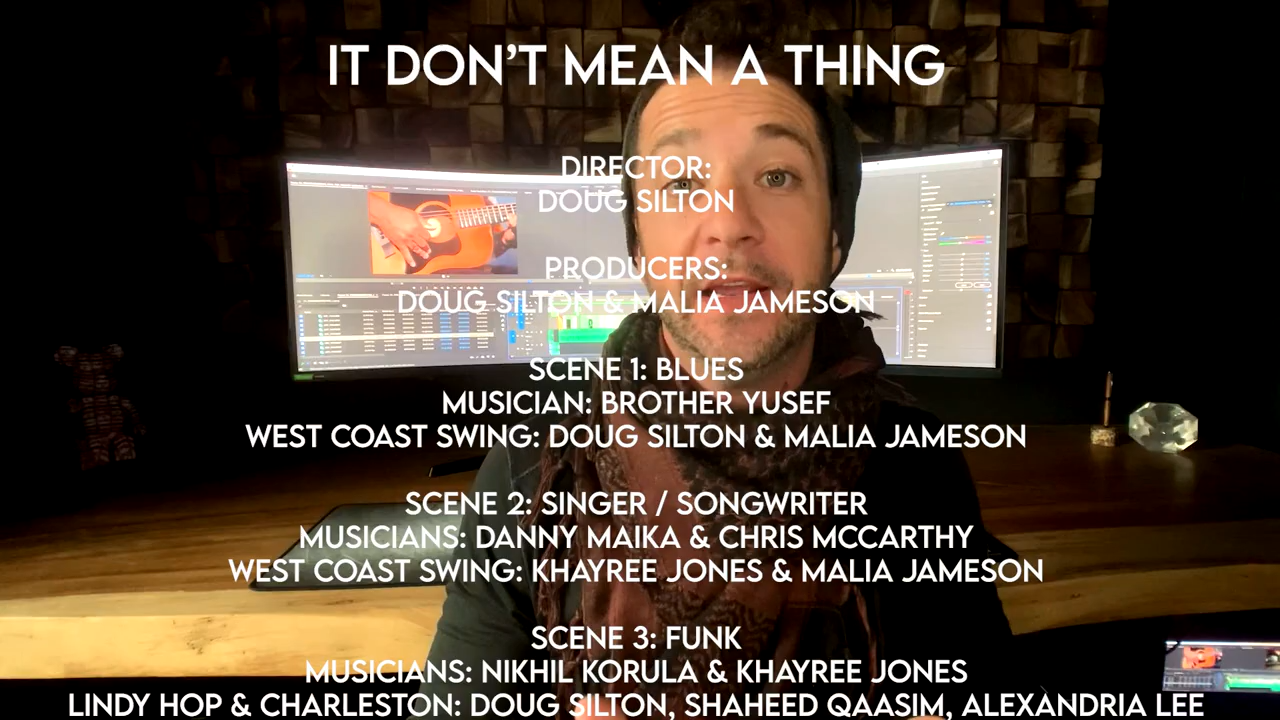 IT DON'T MEAN A THING
DIRECTOR:
DOUG SILTON
PRODUCERS:
DOUG SILTON & MALIA JAMESON
SCENE 1: BLUES
MUSICIAN: BROTHER YUSEF
WEST COAST SWING: DOUG SILTON & MALIA JAMESON
SCENE 2: SINGER / SONGWRITER
MUSICIANS: DANNY MAIKA & CHRIS MCCARTHY
WEST COAST SWING: KHAYREE JONES & MALIA JAMESON
SCENE 3: FUNK
MUSICIANS: NIKHIL KORULA & KHAYREE JONES
LINDY HOP & CHARLESTON: DOUG SILTON, SHAHEED QAASIM, ALEXANDRIA LEE